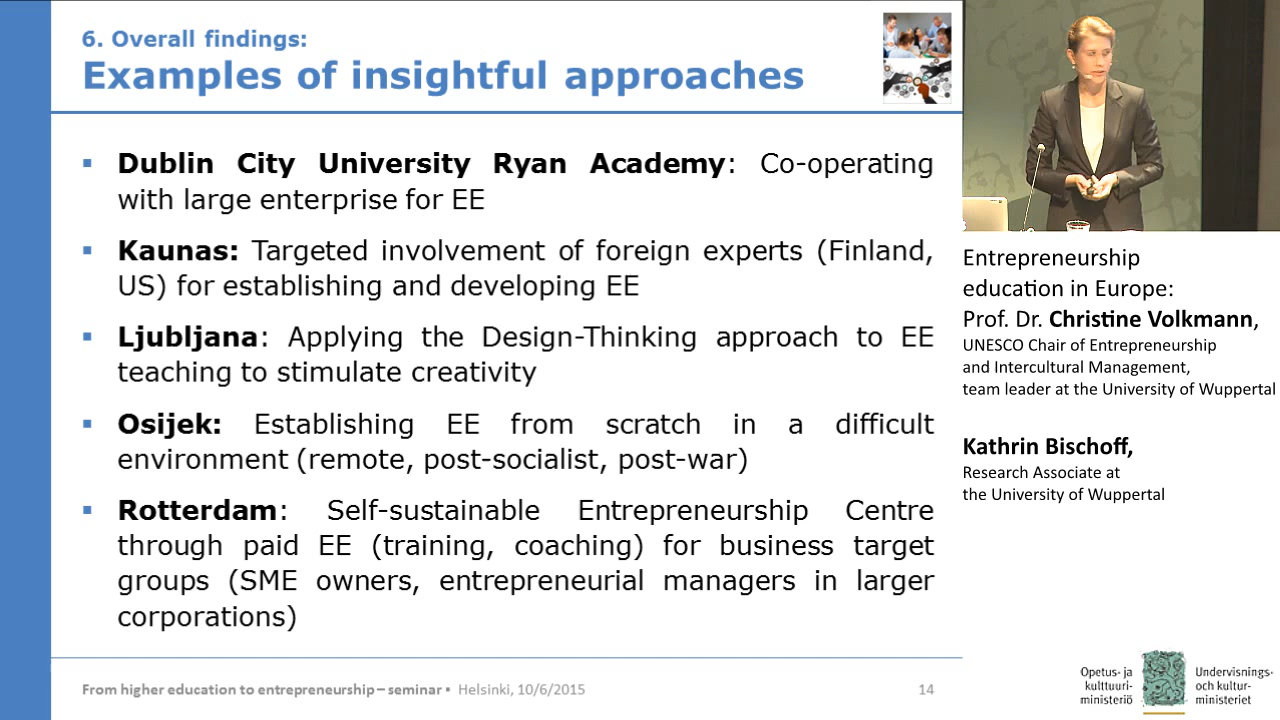 6. Overall findings:
Examples of insightful approaches
▪ Dublin City University Ryan Academy: Co-operating
with large enterprise for EE
▪ Kaunas: Targeted involvement of foreign experts (Finland,
US) for establishing and developing EE
▪ Ljubljana: Applying the Design-Thinking approach to EE
teaching to stimulate creativity
▪ Osijek: Establishing EE from scratch in a difficult
environment (remote, post-socialist, post-war)
▪ Rotterdam: Self-sustainable Entrepreneurship Centre
through paid EE (training, coaching) for business target
groups (SME owners, entrepreneurial managers in larger
corporations)
From higher education to entrepreneurship – seminar ▪ Helsinki, 10/6/2015
14
Entrepreneurship
education in Europe:
Prof. Dr. Christine Volkmann,
UNESCO Chair of Entrepreneurship
and Intercultural Management,
team leader at the University of Wuppertal
Kathrin Bischoff,
Research Associate at
the University of Wuppertal
Opetus- ja
kulttuuri-
ministeriö
Undervisnings-
och kultur-
ministeriet